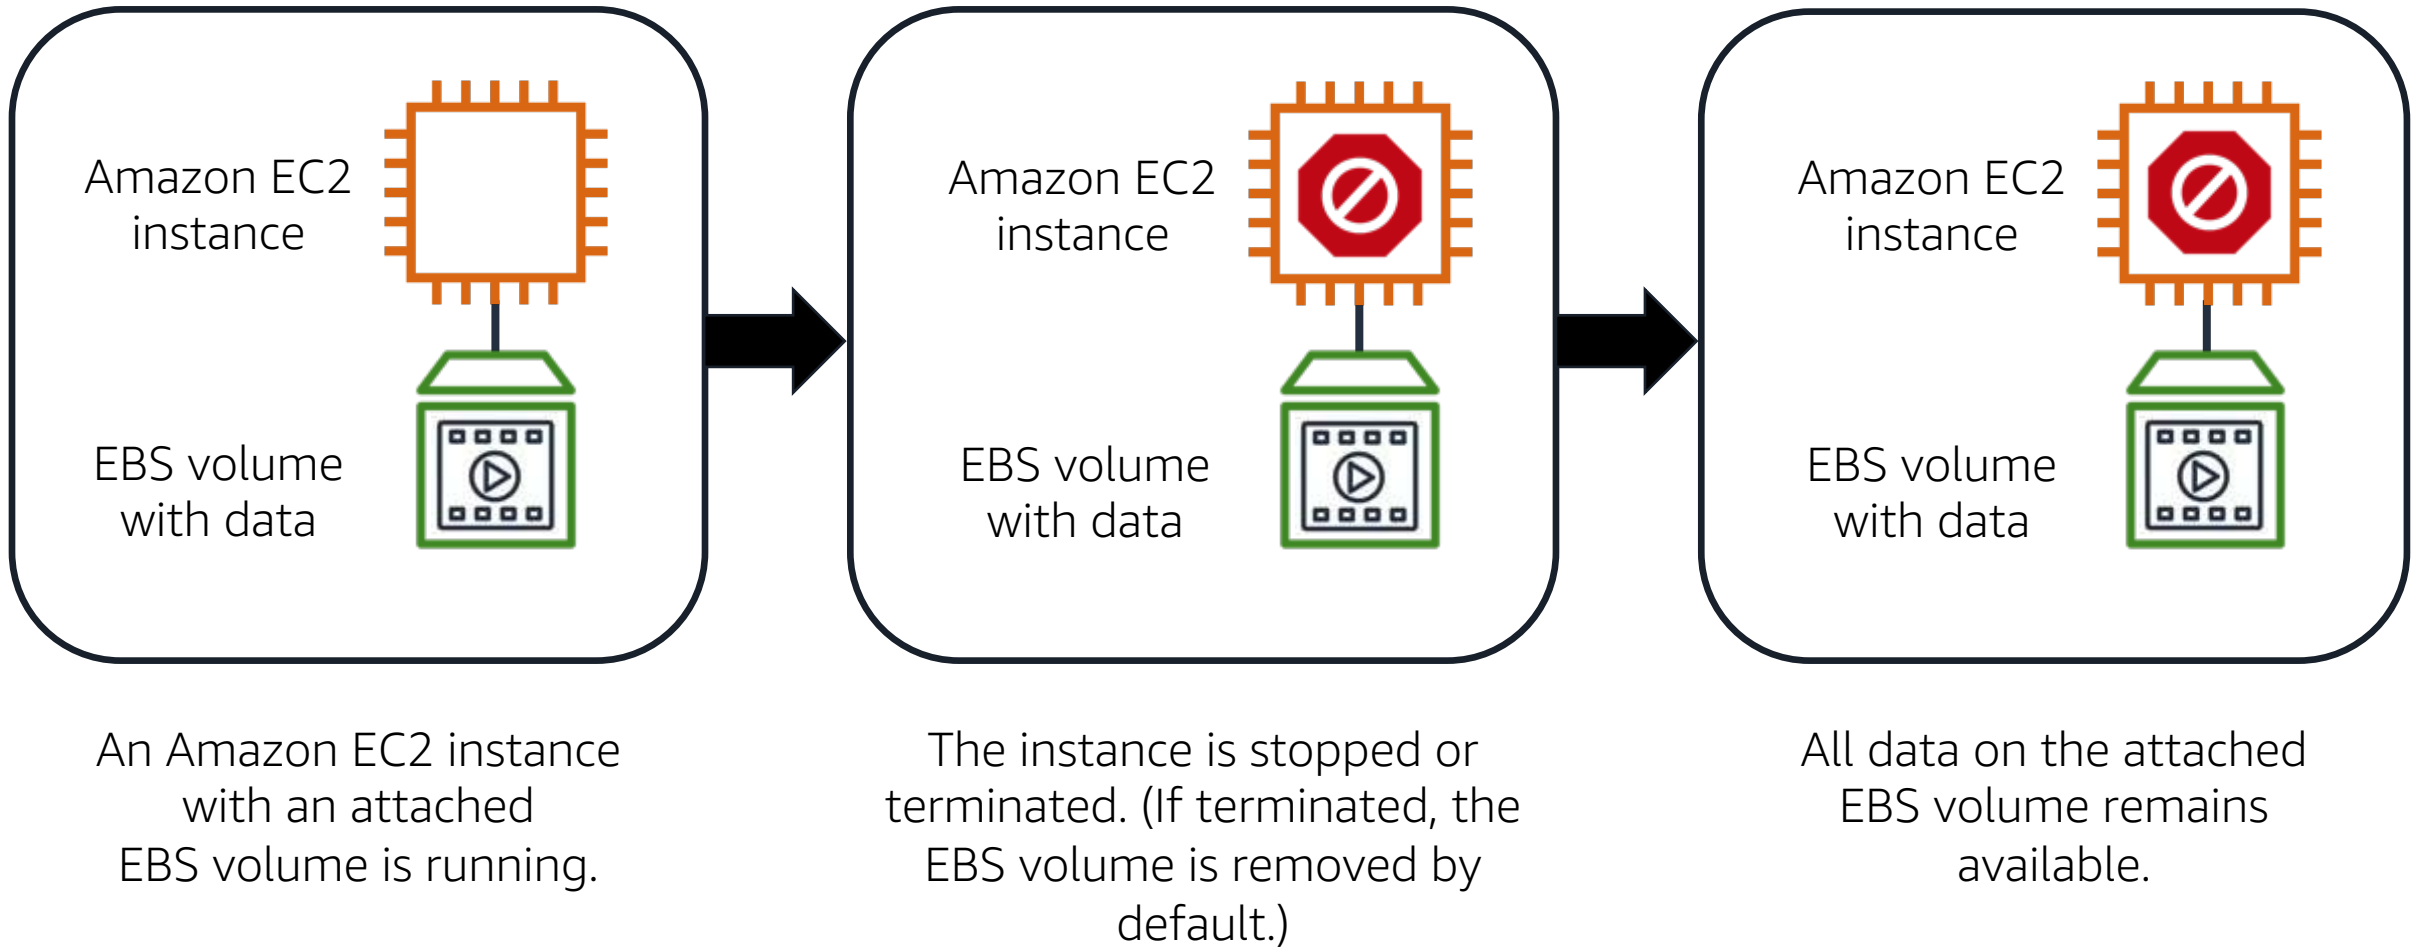 Amazon EC2
instance
EBS volume
with data
An Amazon EC2 instance
with an attached
EBS volume is running.
Amazon EC2
instance
EBS volume
with data
The instance is stopped or
terminated. (If terminated, the
EBS volume is removed by
default.)
Amazon EC2
instance
EBS volume
with data
All data on the attached
EBS volume remains
available.